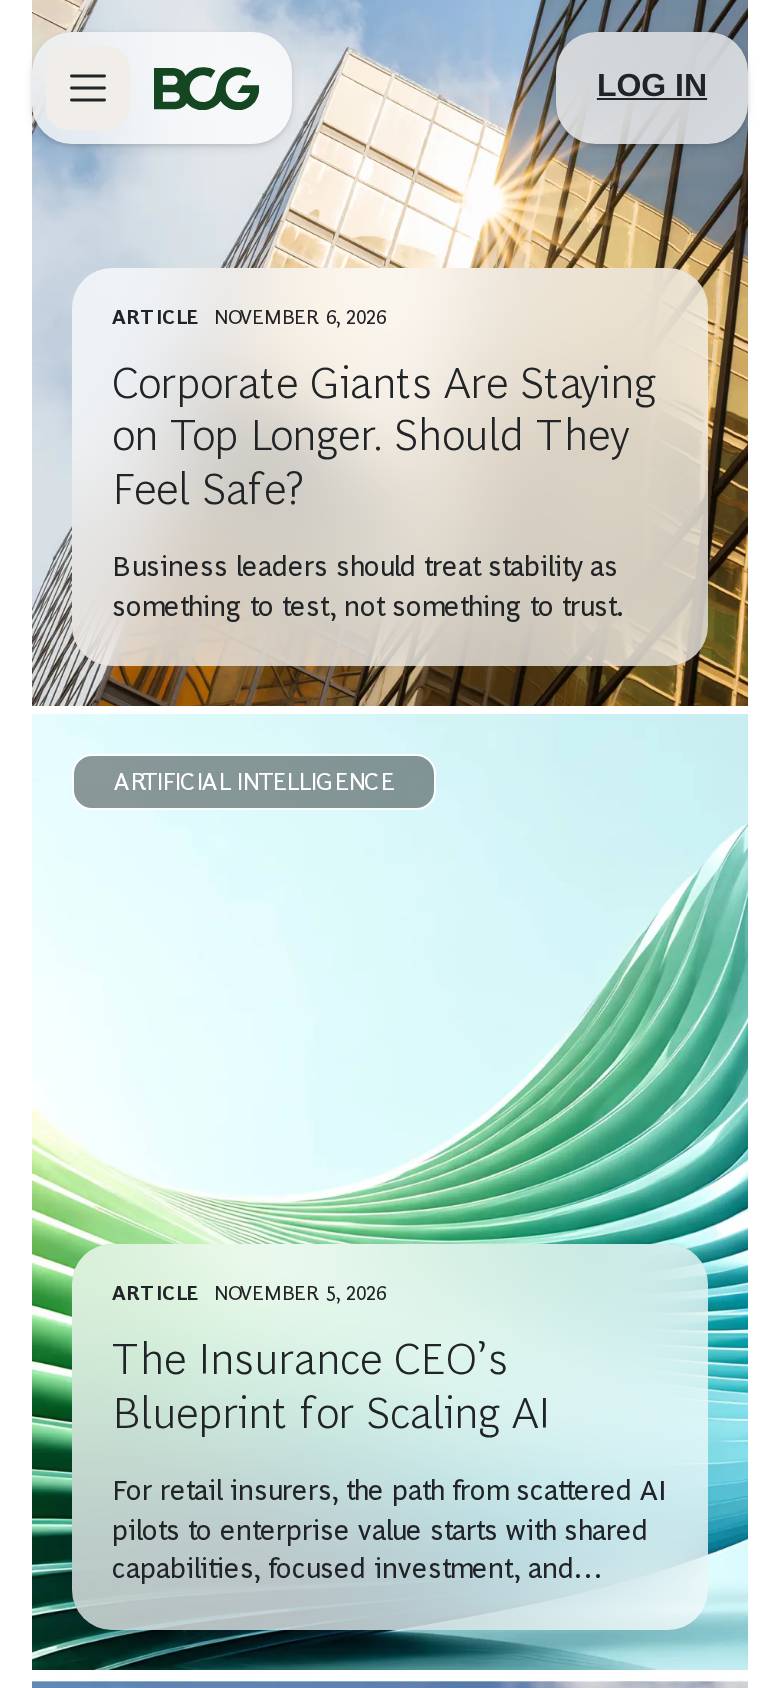 BCG
LOG IN
ARTICLE NOVEMBER 6, 2026
Corporate Giants Are Staying
on Top Longer. Should They
Feel Safe?
Business leaders should treat stability as
something to test, not something to trust.
ARTIFICIAL INTELLIGENCE
ARTICLE NOVEMBER 5, 2026
The Insurance CEO’s
Blueprint for Scaling AI
For retail insurers, the path from scattered AI
pilots to enterprise value starts with shared
capabilities, focused investment, and…